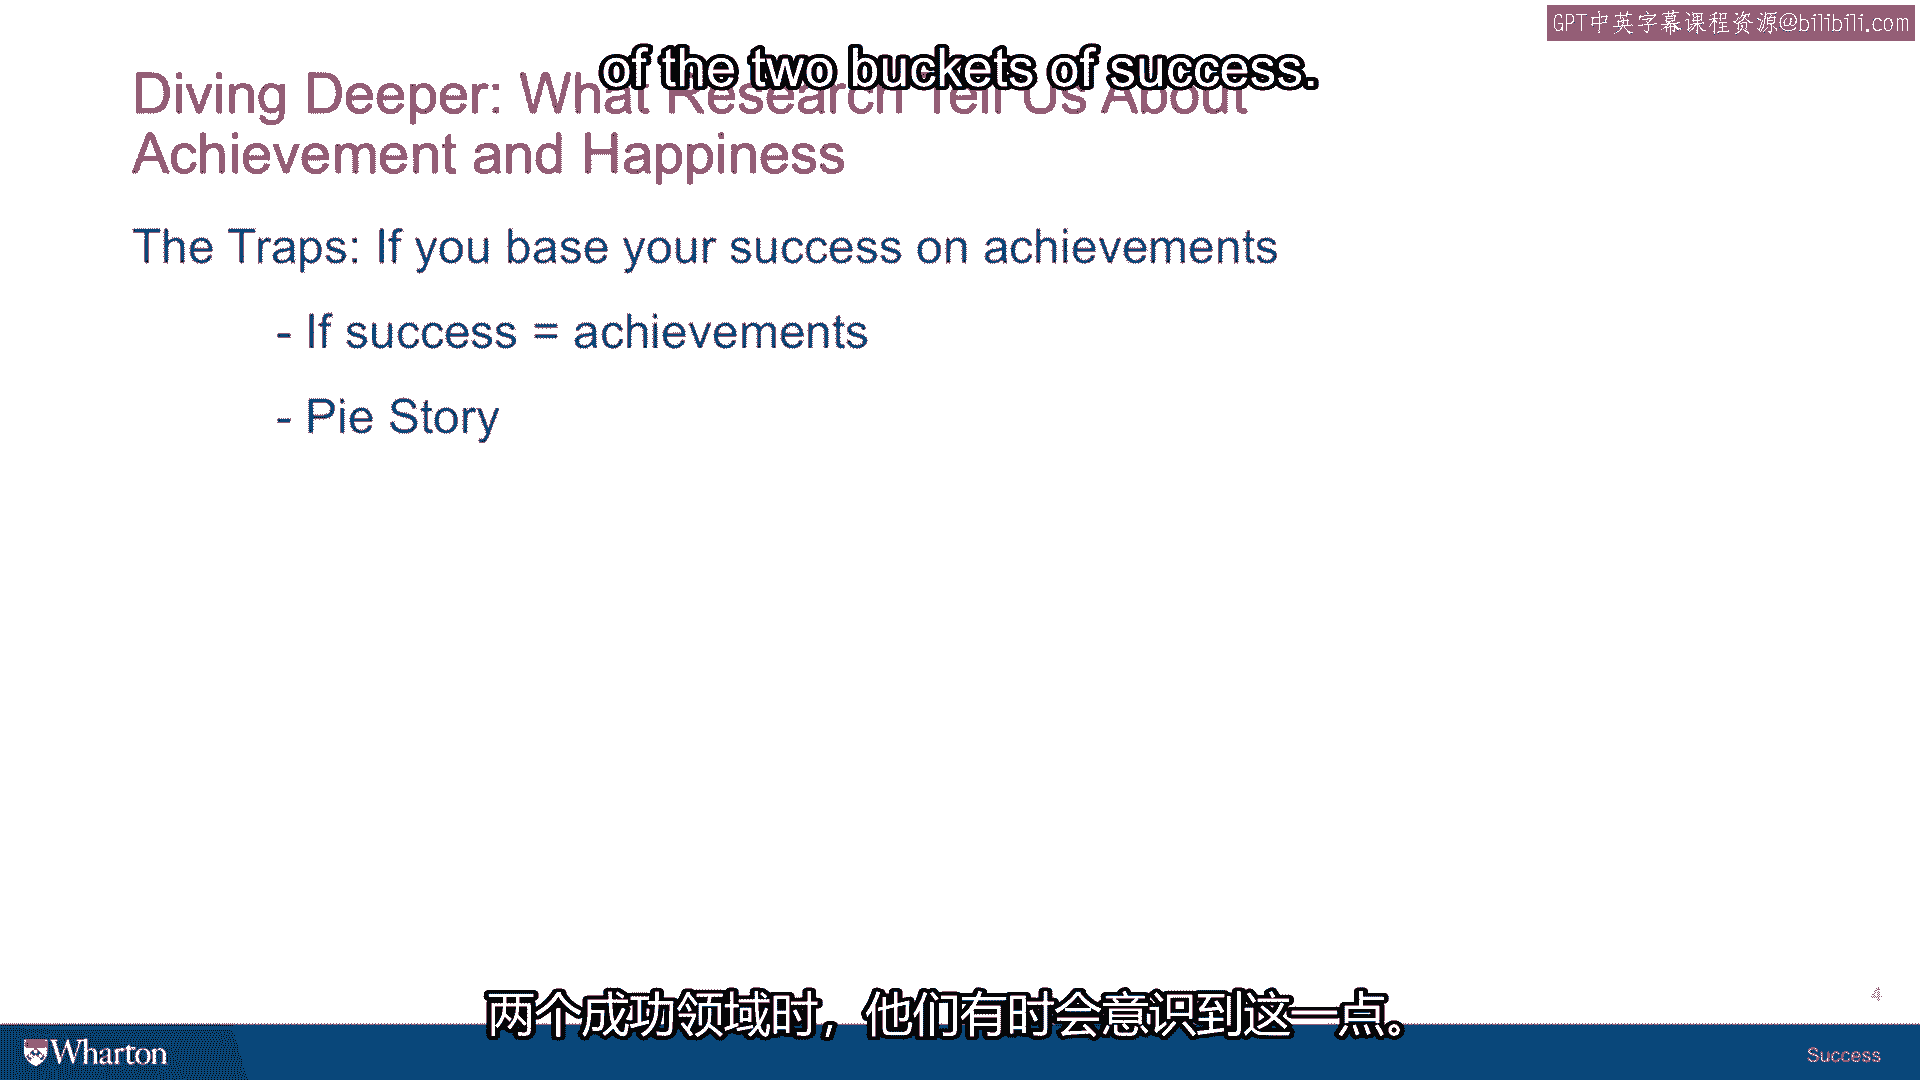 GPT中英字幕课程资源@bilibili.com
of the two buckets of success.
Diving Deeper: What Research Tell Us About
Achievement and Happiness
The Traps: If you base your success on achievements
- If success = achievements
- Pie Story
4
两个成功领域时，他们有时会意识到这一点。
Wharton
Success